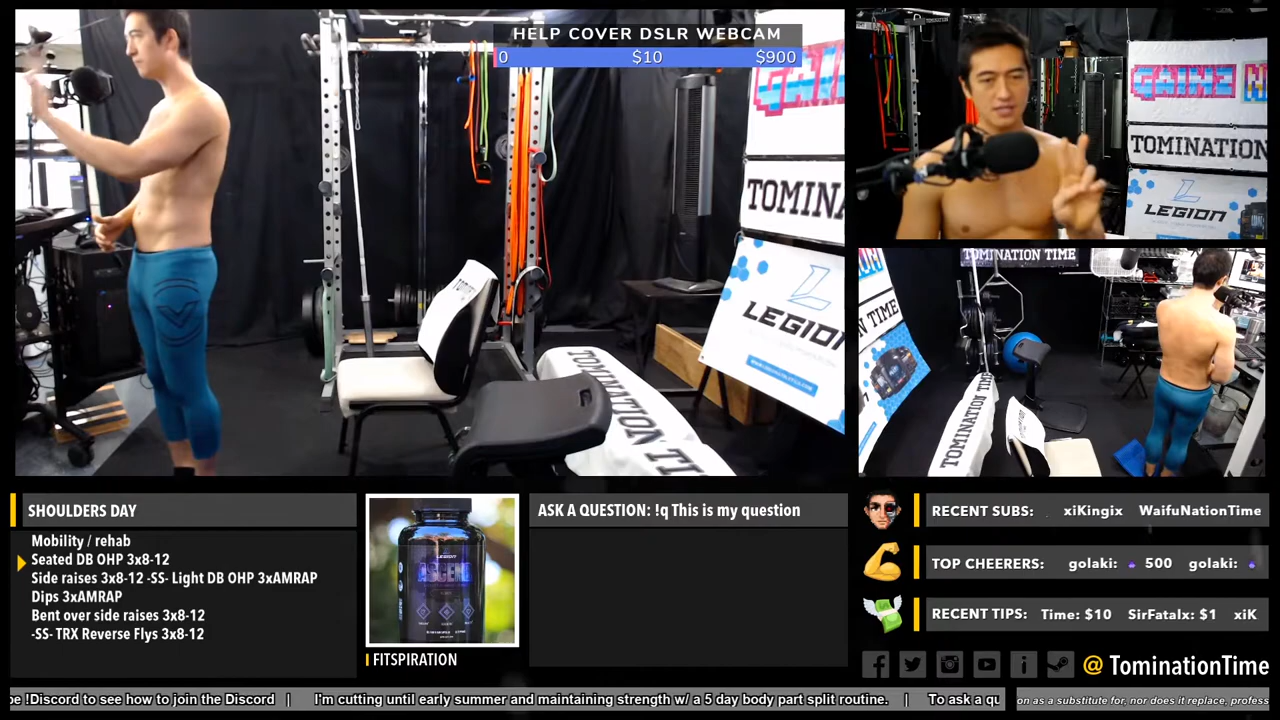 HELP COVER DSLR WEBCAM
0 $10 $900
TOMINATION
LEGION
TOMINATION TIME
LEGION
TOMINATION TIME
TOMINATION TIME
SHOULDERS DAY
Mobility / rehab
Seated DB OHP 3x8-12
Side raises 3x8-12 -SS- Light DB OHP 3xAMRAP
Dips 3xAMRAP
Bent over side raises 3x8-12
-SS- TRX Reverse Flys 3x8-12
LEGION
ASCEND
FITSPIRATION
ASK A QUESTION: !q This is my question
RECENT SUBS: xiKingix WaifuNationTime
TOP CHEERERS: golaki: 500 golaki:
RECENT TIPS: Time: $10 SirFatalx: $1 xiK
@ TominationTime
pe !Discord to see how to join the Discord | I'm cutting until early summer and maintaining strength w/ a 5 day body part split routine. | To ask a qu
on as a substitute for, nor does it replace, profess